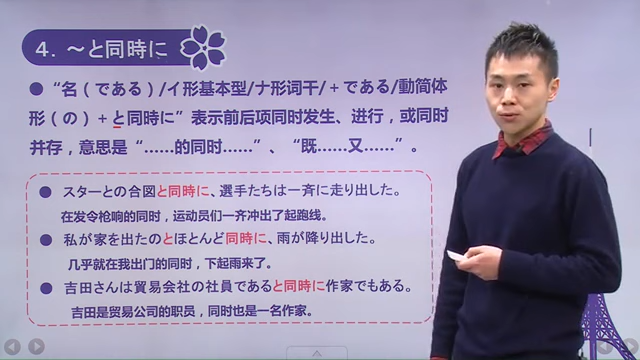 4. ～と同時に
● “名（である）/イ形基本型/ナ形词干/＋である/動简体
形（の）＋と同時に”表示前后项同时发生、进行，或同时
并存，意思是“……的同时……”、“既……又……”。
● スターとの合図と同時に、選手たちは一斉に走り出した。
在发令枪响的同时，运动员们一齐冲出了起跑线。
● 私が家を出たのとほとんど同時に、雨が降り出した。
几乎就在我出门的同时，下起雨来了。
● 吉田さんは貿易会社の社員であると同時に作家でもある。
吉田是贸易公司的职员，同时也是一名作家。